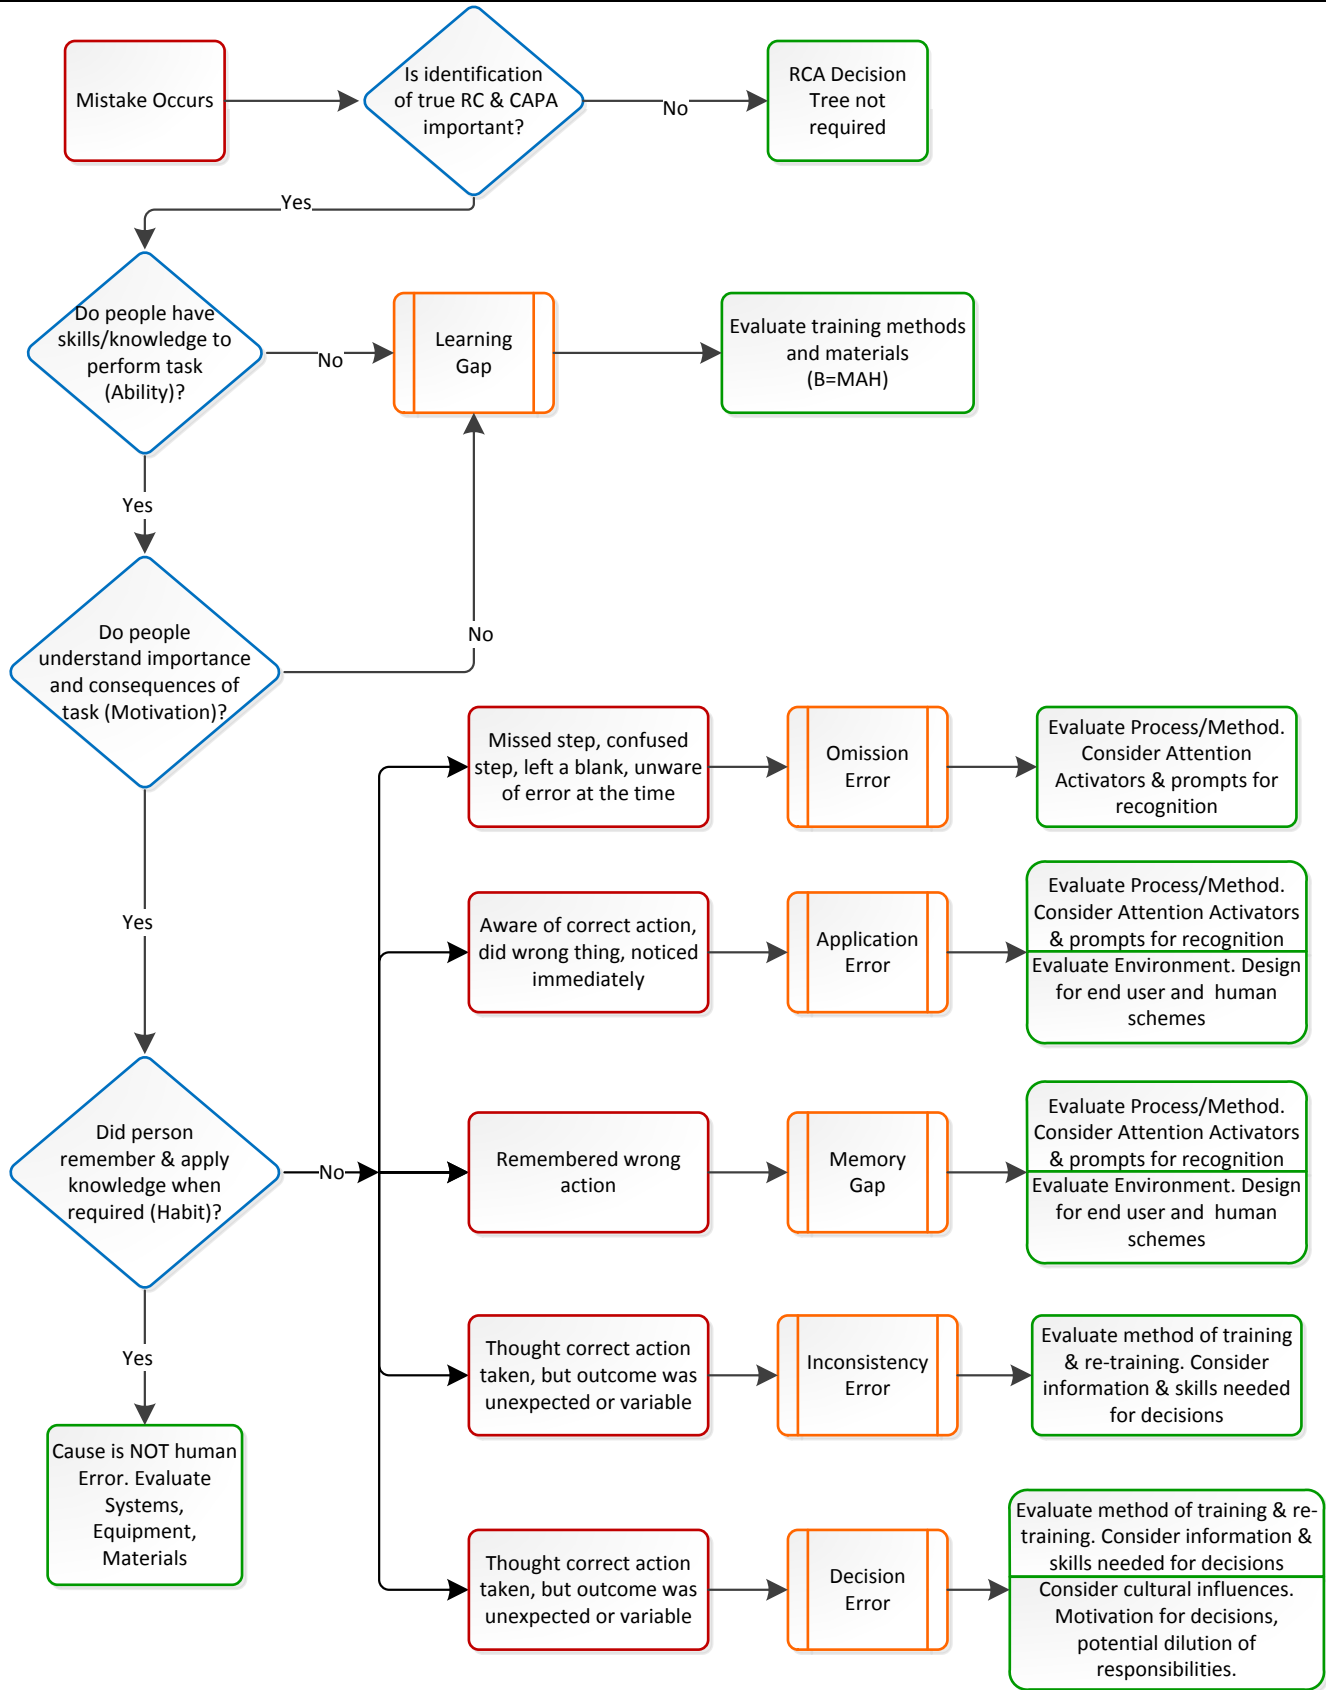 Mistake Occurs
Is identification
of true RC & CAPA
important?
No
RCA Decision
Tree not
required
Yes
Do people have
skills/knowledge to
perform task
(Ability)?
No
Learning
Gap
Evaluate training methods
and materials
(B=MAH)
Yes
Do people
understand importance
and consequences of
task (Motivation)?
No
Missed step, confused
step, left a blank, unware
of error at the time
Omission
Error
Evaluate Process/Method.
Consider Attention
Activators & prompts for
recognition
Yes
Aware of correct action,
did wrong thing, noticed
immediately
Application
Error
Evaluate Process/Method.
Consider Attention Activators
& prompts for recognition
Evaluate Environment. Design
for end user and human
schemes
Did person
remember & apply
knowledge when
required (Habit)?
No
Remembered wrong
action
Memory
Gap
Evaluate Process/Method.
Consider Attention Activators
& prompts for recognition
Evaluate Environment. Design
for end user and human
schemes
Yes
Thought correct action
taken, but outcome was
unexpected or variable
Inconsistency
Error
Evaluate method of training
& re-training. Consider
information & skills needed
for decisions
Cause is NOT human
Error. Evaluate
Systems,
Equipment,
Materials
Thought correct action
taken, but outcome was
unexpected or variable
Decision
Error
Evaluate method of training & re-
training. Consider information &
skills needed for decisions
Consider cultural influences.
Motivation for decisions,
potential dilution of
responsibilities.